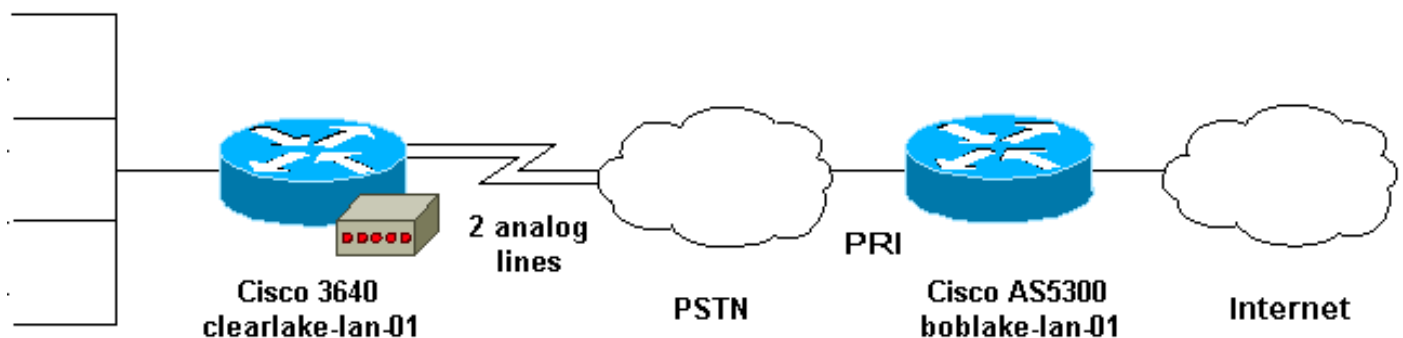 2 analog
lines
PRI
Cisco 3640
clearlake-lan-01
PSTN
Cisco AS5300
boblake-lan-01
Internet